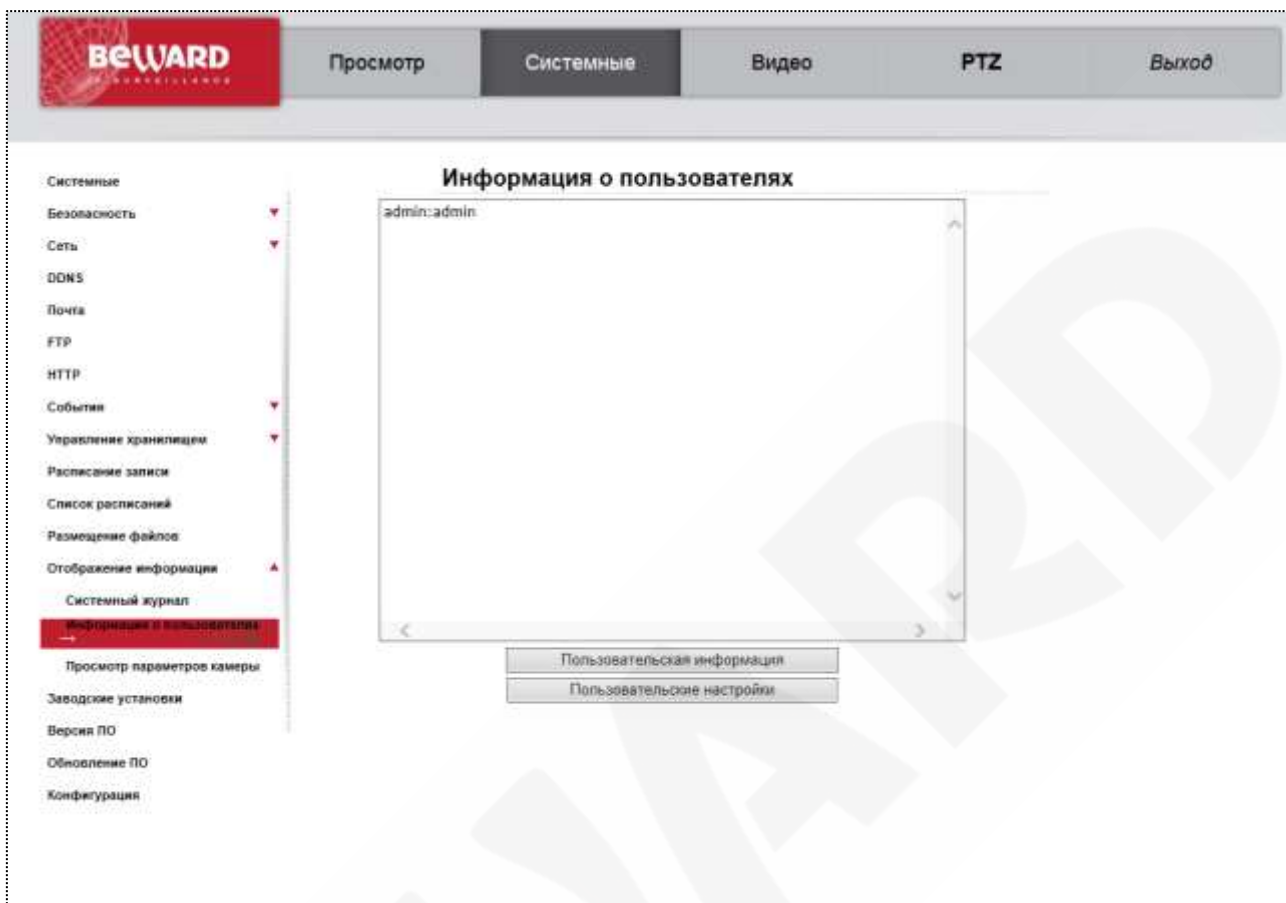 BEWARD
IP SURVEILLANCE
Просмотр
Системные
Видео
PTZ
Выход
Системные
Безопасность
Сеть
DDNS
Почта
FTP
HTTP
События
Управление хранилищем
Расписание записи
Список расписаний
Размещение файлов
Отображение информации
Системный журнал
Информация о пользователях
Просмотр параметров камеры
Заводские установки
Версия ПО
Обновление ПО
Конфигурация
Информация о пользователях
admin::admin
Пользовательская информация
Пользовательские настройки